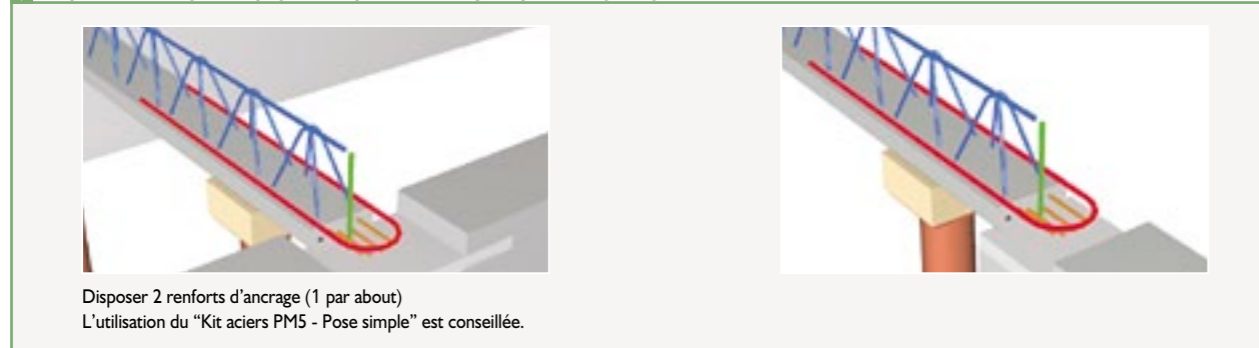 Disposer 2 renforts d’ancrage (1 par about)
L’utilisation du “Kit aciers PM5 - Pose simple” est conseillée.